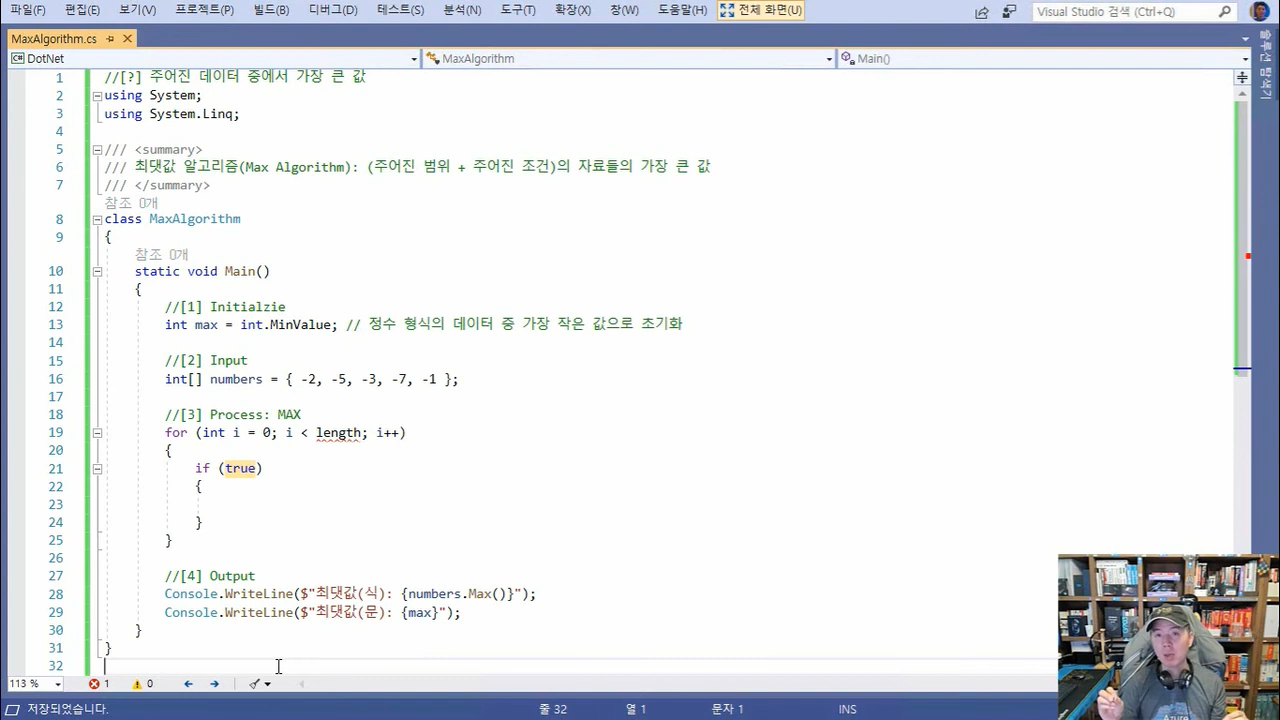 파일(F) 편집(E) 보기(V) 프로젝트(P) 빌드(B) 디버그(D) 테스트(S) 분석(N) 도구(T) 확장(X) 창(W) 도움말(H) 전체 화면(U) Visual Studio 검색 (Ctrl+Q)
MaxAlgorithm.cs
DotNet MaxAlgorithm Main()
솔루션 탐색기
1 //[?] 주어진 데이터 중에서 가장 큰 값
2 using System;
3 using System.Linq;
4
5 /// <summary>
6 /// 최댓값 알고리즘(Max Algorithm): (주어진 범위 + 주어진 조건)의 자료들의 가장 큰 값
7 /// </summary>
참조 0개
8 class MaxAlgorithm
9 {
참조 0개
10 static void Main()
11 {
12 //[1] Initialzie
13 int max = int.MinValue; // 정수 형식의 데이터 중 가장 작은 값으로 초기화
14
15 //[2] Input
16 int[] numbers = { -2, -5, -3, -7, -1 };
17
18 //[3] Process: MAX
19 for (int i = 0; i < length; i++)
20 {
21 if (true)
22 {
23
24 }
25 }
26
27 //[4] Output
28 Console.WriteLine($"최댓값(식): {numbers.Max()}");
29 Console.WriteLine($"최댓값(문): {max}");
30 }
31 }
32
113 % 1 0
저장되었습니다. 줄 32 열 1 문자 1 INS
Azure